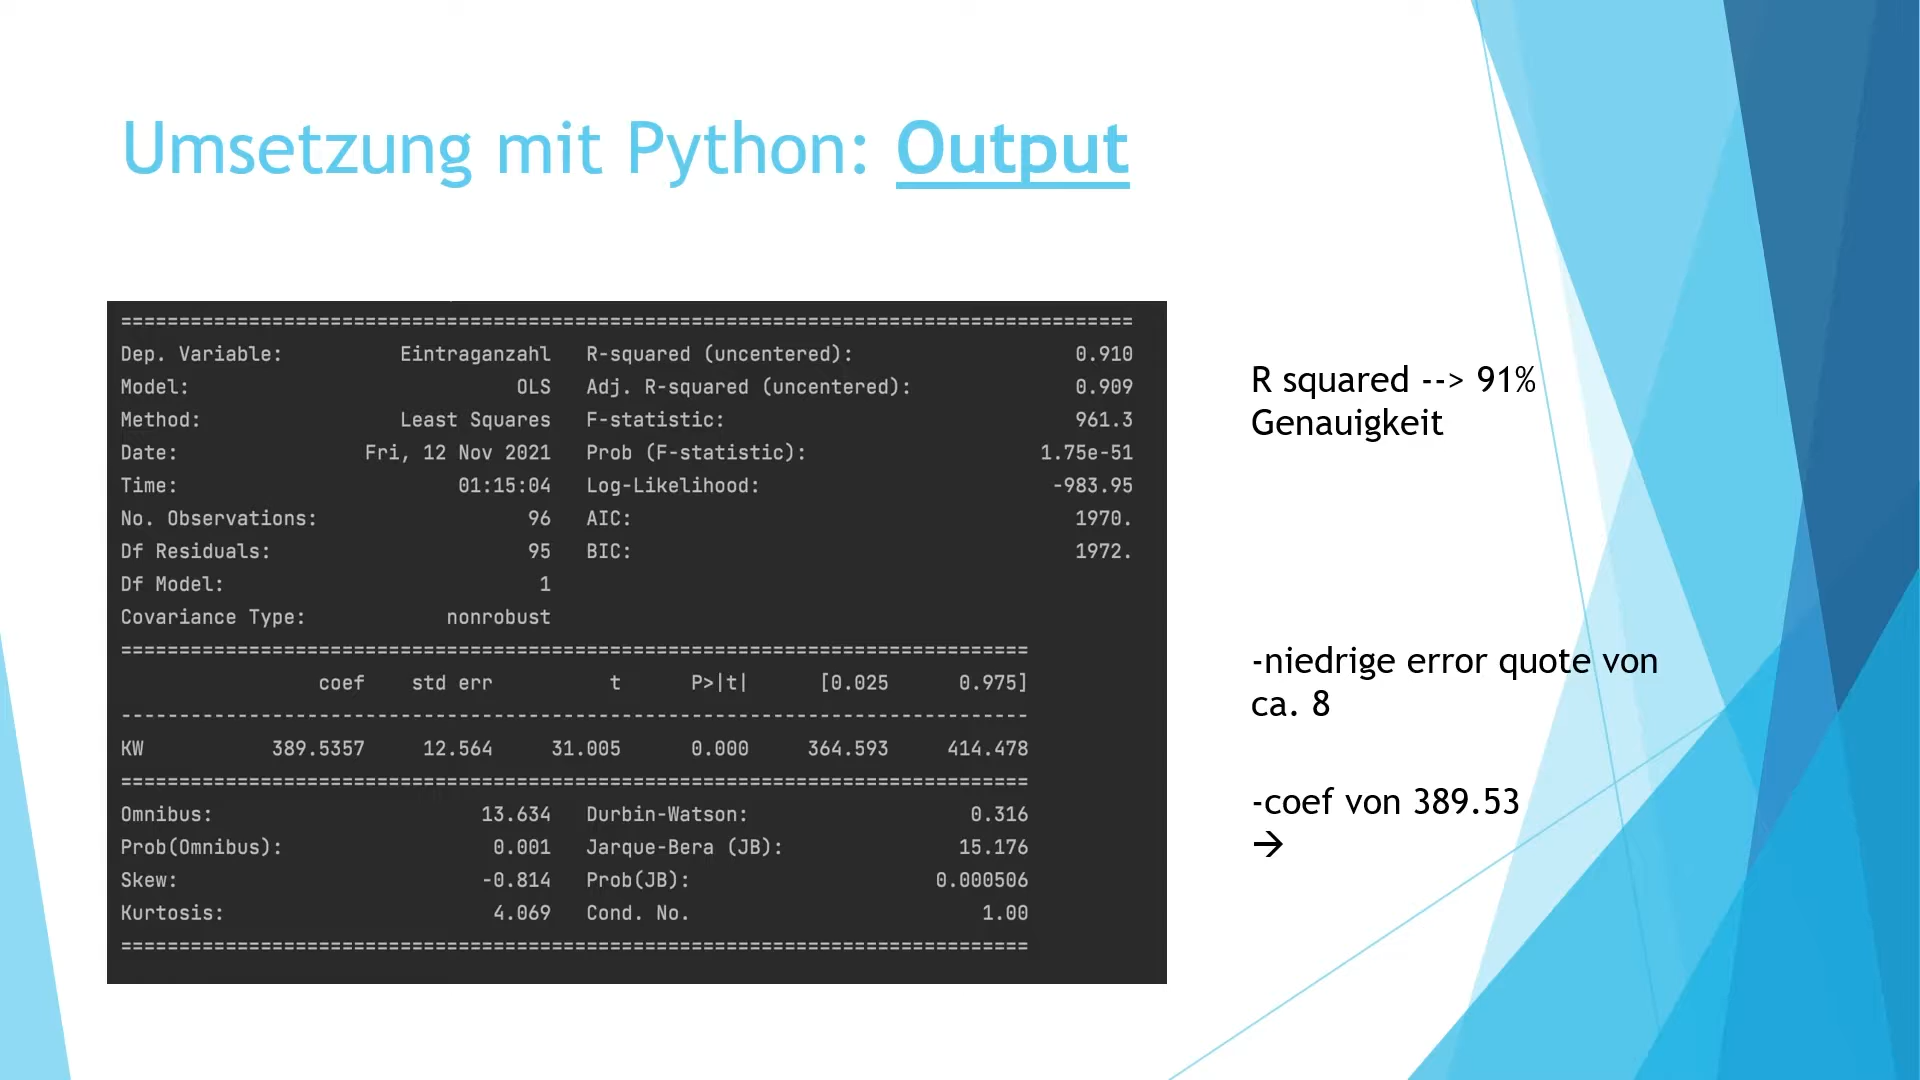 Umsetzung mit Python: Output
==============================================================================
Dep. Variable: Eintraganzahl R-squared (uncentered): 0.910
Model: OLS Adj. R-squared (uncentered): 0.909
Method: Least Squares F-statistic: 961.3
Date: Fri, 12 Nov 2021 Prob (F-statistic): 1.75e-51
Time: 01:15:04 Log-Likelihood: -983.95
No. Observations: 96 AIC: 1970.
Df Residuals: 95 BIC: 1972.
Df Model: 1
Covariance Type: nonrobust
==============================================================================
coef std err t P>|t| [0.025 0.975]
------------------------------------------------------------------------------
KW 389.5357 12.564 31.005 0.000 364.593 414.478
==============================================================================
Omnibus: 13.634 Durbin-Watson: 0.316
Prob(Omnibus): 0.001 Jarque-Bera (JB): 15.176
Skew: -0.814 Prob(JB): 0.000506
Kurtosis: 4.069 Cond. No. 1.00
==============================================================================
R squared --> 91%
Genauigkeit
-niedrige error quote von
ca. 8
-coef von 389.53
→